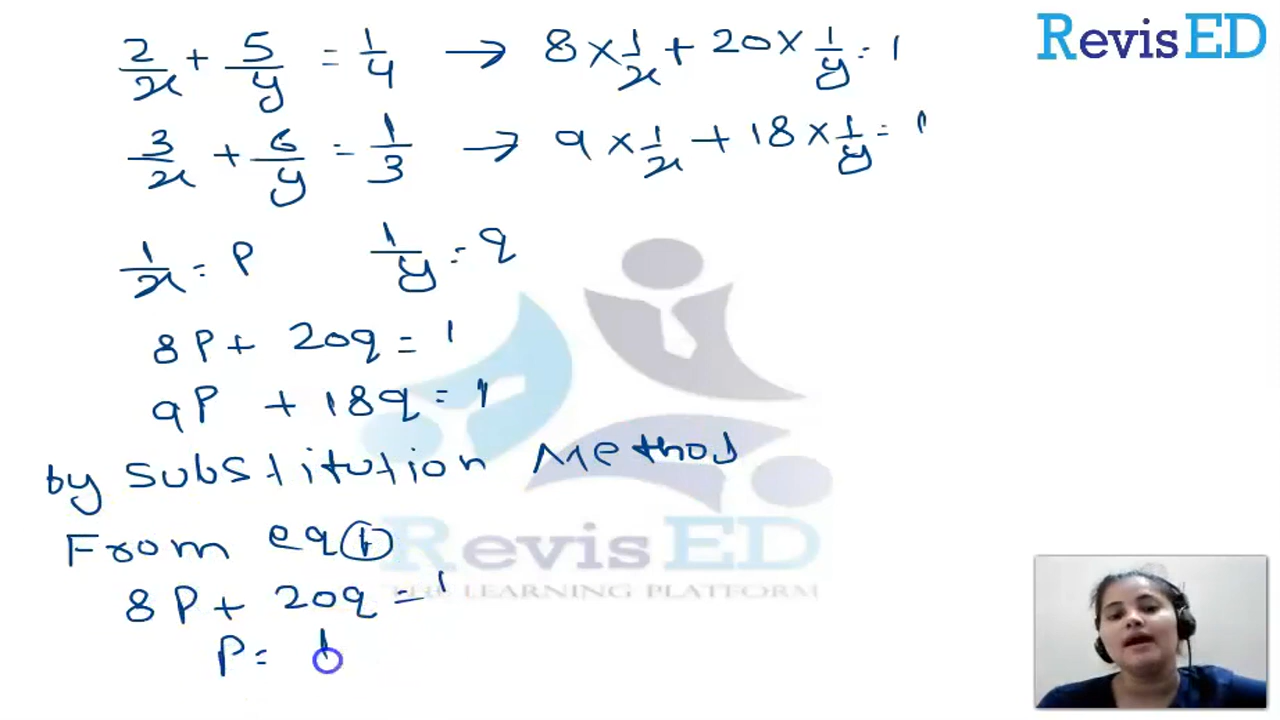 RevisED
2/x + 5/y = 1/4 → 8 × 1/x + 20 × 1/y = 1
3/x + 6/y = 1/3 → 9 × 1/x + 18 × 1/y = 1
1/x = P 1/y = q
8P + 20q = 1
9P + 18q = 1
by Substitution Method
From eq ①
RevisED
THE LEARNING PLATFORM
8P + 20q = 1
P = 1